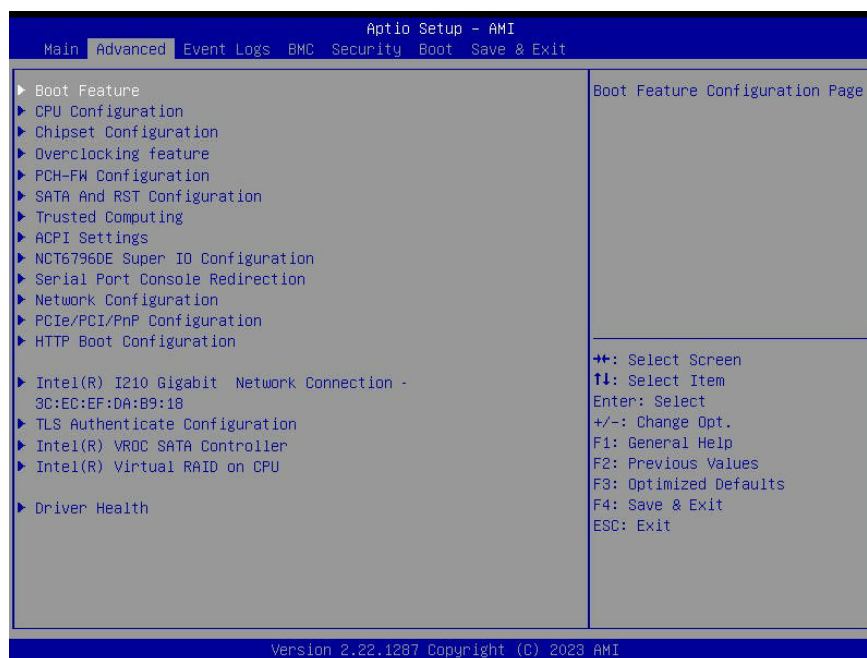 Aptio Setup - AMI
Main Advanced Event Logs BMC Security Boot Save & Exit
▶ Boot Feature
▶ CPU Configuration
▶ Chipset Configuration
▶ Overclocking feature
▶ PCH-FW Configuration
▶ SATA And RST Configuration
▶ Trusted Computing
▶ ACPI Settings
▶ NCT6796DE Super IO Configuration
▶ Serial Port Console Redirection
▶ Network Configuration
▶ PCIe/PCI/PnP Configuration
▶ HTTP Boot Configuration
▶ Intel(R) I210 Gigabit  Network Connection -
3C:EC:EF:DA:B9:18
▶ TLS Authenticate Configuration
▶ Intel(R) VROC SATA Controller
▶ Intel(R) Virtual RAID on CPU
▶ Driver Health
Boot Feature Configuration Page
→←: Select Screen
↑↓: Select Item
Enter: Select
+/-: Change Opt.
F1: General Help
F2: Previous Values
F3: Optimized Defaults
F4: Save & Exit
ESC: Exit
Version 2.22.1287 Copyright (C) 2023 AMI